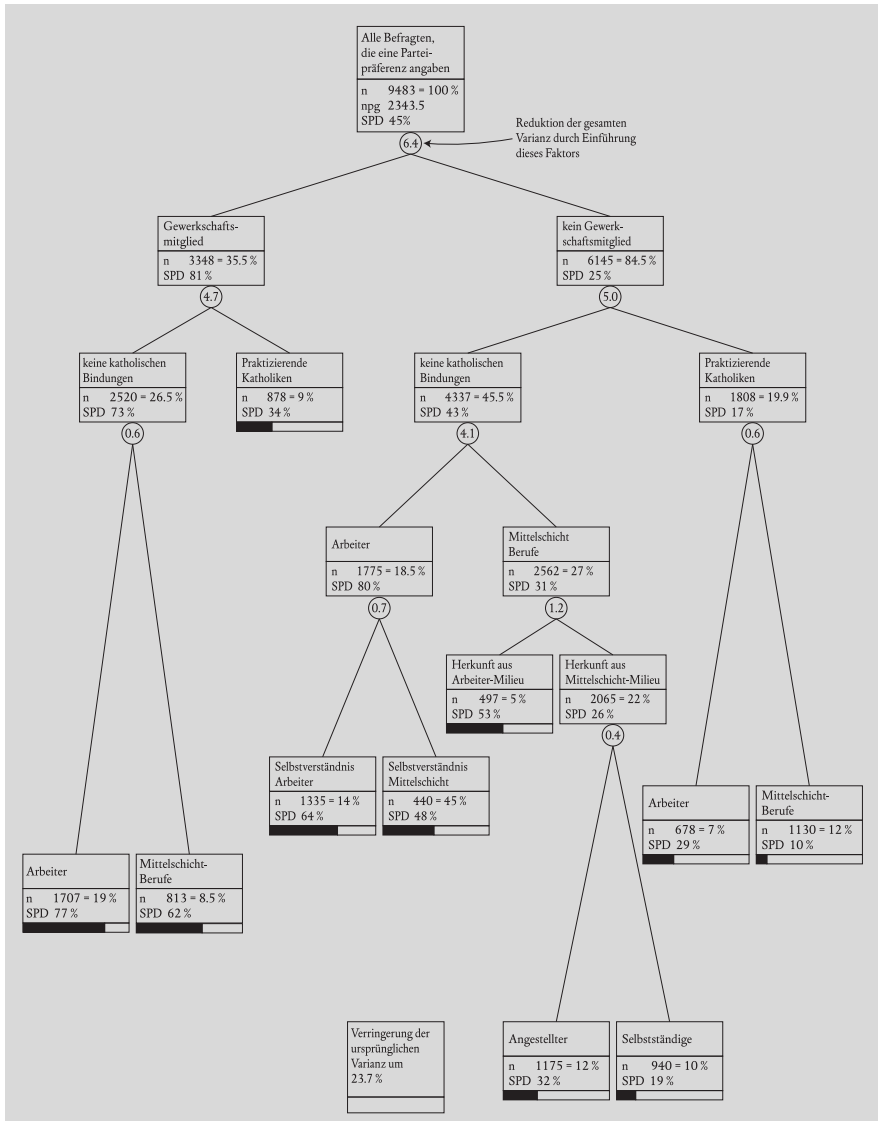 Alle Befragten,
die eine Partei-
präferenz angaben
n 9483 = 100 %
npg 2343.5
SPD 45%
6.4
Reduktion der gesamten
Varianz durch Einführung
dieses Faktors
Gewerkschafts-
mitglied
n 3348 = 35.5 %
SPD 81 %
4.7
kein Gewerk-
schaftsmitglied
n 6145 = 84.5 %
SPD 25 %
5.0
keine katholischen
Bindungen
n 2520 = 26.5 %
SPD 73 %
0.6
Praktizierende
Katholiken
n 878 = 9 %
SPD 34 %
keine katholischen
Bindungen
n 4337 = 45.5 %
SPD 43 %
4.1
Praktizierende
Katholiken
n 1808 = 19.9 %
SPD 17 %
0.6
Arbeiter
n 1775 = 18.5 %
SPD 80 %
0.7
Mittelschicht
Berufe
n 2562 = 27 %
SPD 31 %
1.2
Herkunft aus
Arbeiter-Milieu
n 497 = 5 %
SPD 53 %
Herkunft aus
Mittelschicht-Milieu
n 2065 = 22 %
SPD 26 %
0.4
Selbstverständnis
Arbeiter
n 1335 = 14 %
SPD 64 %
Selbstverständnis
Mittelschicht
n 440 = 45 %
SPD 48 %
Arbeiter
n 678 = 7 %
SPD 29 %
Mittelschicht-
Berufe
n 1130 = 12 %
SPD 10 %
Arbeiter
n 1707 = 19 %
SPD 77 %
Mittelschicht-
Berufe
n 813 = 8.5 %
SPD 62 %
Verringerung der
ursprünglichen
Varianz um
23.7 %
Angestellter
n 1175 = 12 %
SPD 32 %
Selbstständige
n 940 = 10 %
SPD 19 %